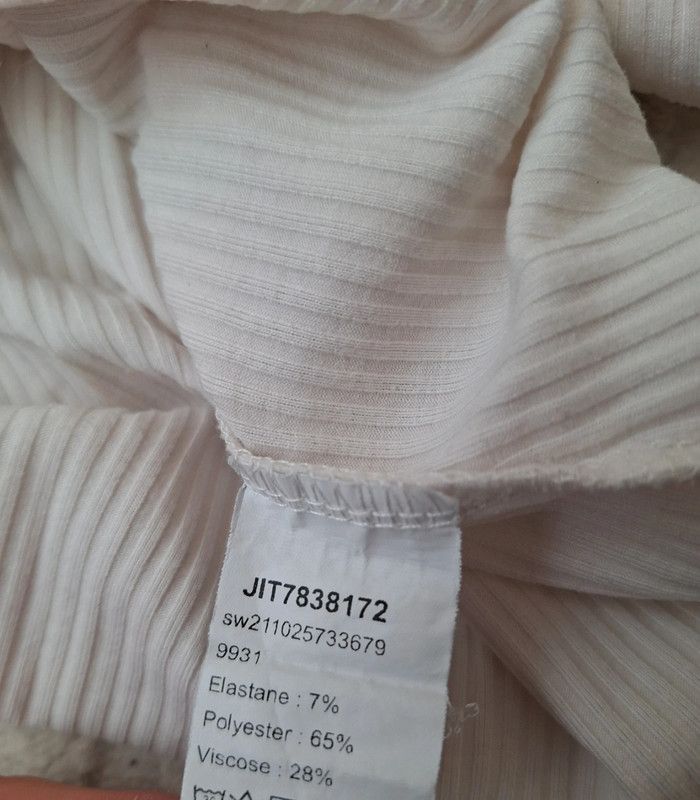 JIT7838172
sw211025733679
9931
Elastane : 7%
Polyester : 65%
Viscose : 28%